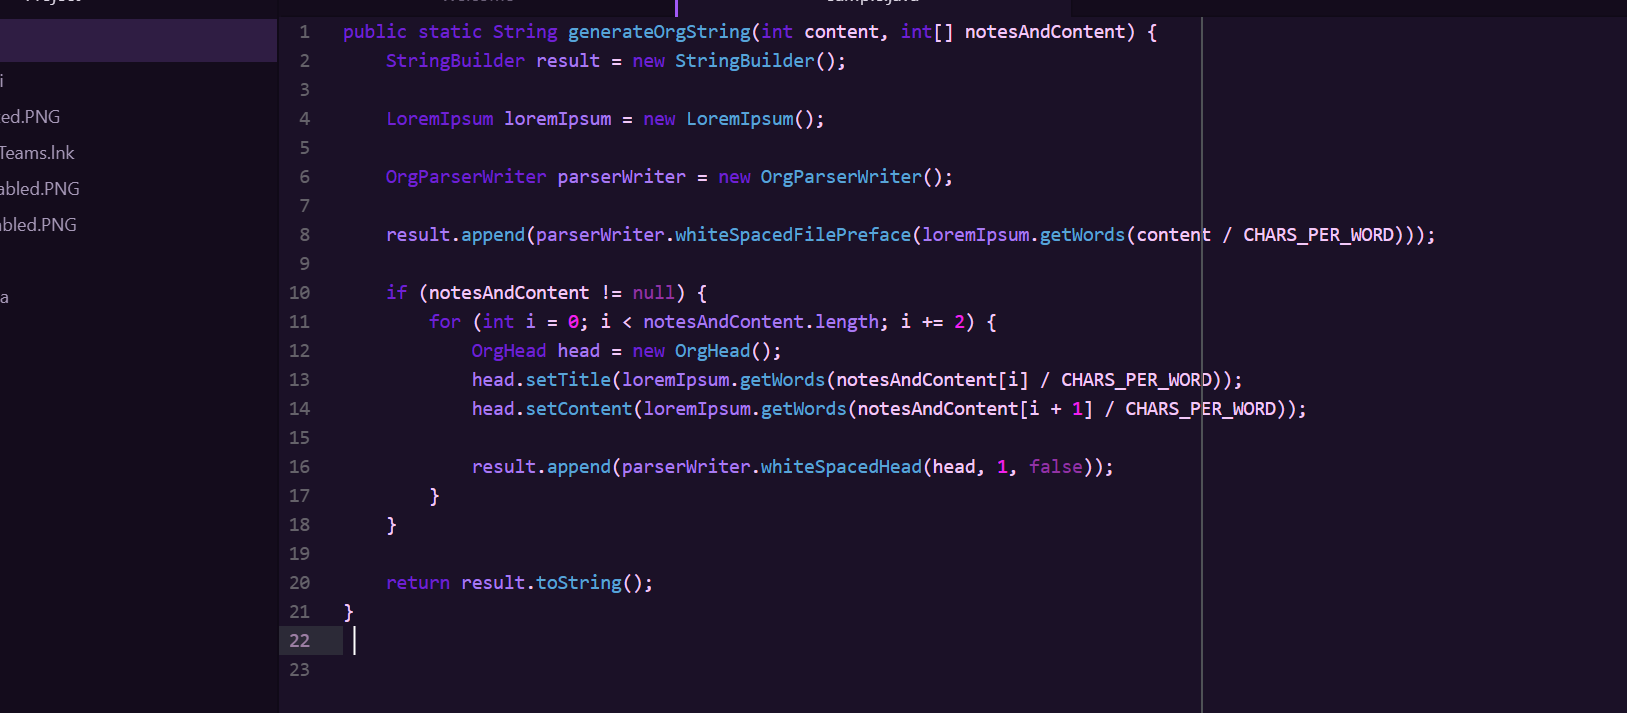 i
ed.PNG
Teams.lnk
abled.PNG
bled.PNG
a
1 public static String generateOrgString(int content, int[] notesAndContent) {
2 StringBuilder result = new StringBuilder();
3
4 LoremIpsum loremIpsum = new LoremIpsum();
5
6 OrgParserWriter parserWriter = new OrgParserWriter();
7
8 result.append(parserWriter.whiteSpacedFilePreface(loremIpsum.getWords(content / CHARS_PER_WORD)));
9
10 if (notesAndContent != null) {
11 for (int i = 0; i < notesAndContent.length; i += 2) {
12 OrgHead head = new OrgHead();
13 head.setTitle(loremIpsum.getWords(notesAndContent[i] / CHARS_PER_WORD));
14 head.setContent(loremIpsum.getWords(notesAndContent[i + 1] / CHARS_PER_WORD));
15
16 result.append(parserWriter.whiteSpacedHead(head, 1, false));
17 }
18 }
19
20 return result.toString();
21 }
22
23